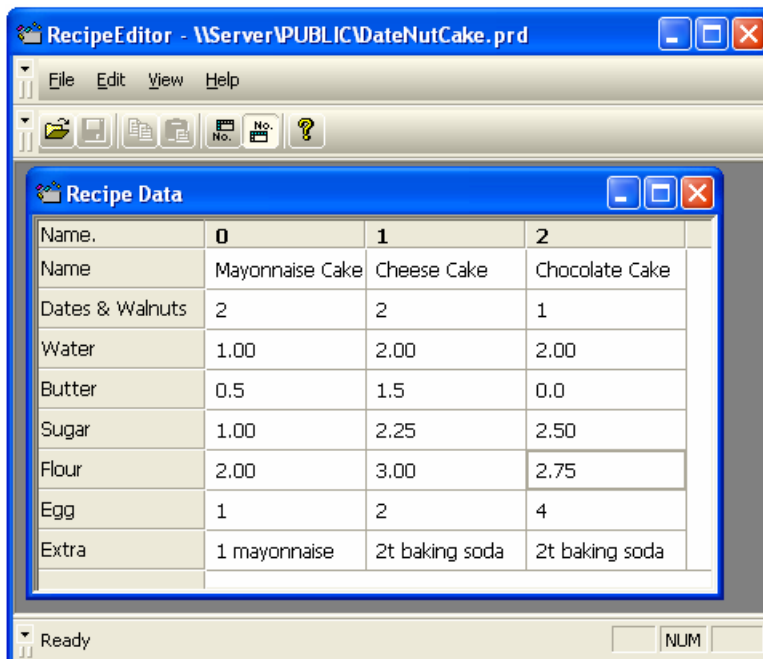 RecipeEditor - \\Server\PUBLIC\DateNutCake.prd
File Edit View Help
No. No. ?
Recipe Data
Name. 0 1 2
Name Mayonnaise Cake Cheese Cake Chocolate Cake
Dates & Walnuts 2 2 1
Water 1.00 2.00 2.00
Butter 0.5 1.5 0.0
Sugar 1.00 2.25 2.50
Flour 2.00 3.00 2.75
Egg 1 2 4
Extra 1 mayonnaise 2t baking soda 2t baking soda
Ready NUM